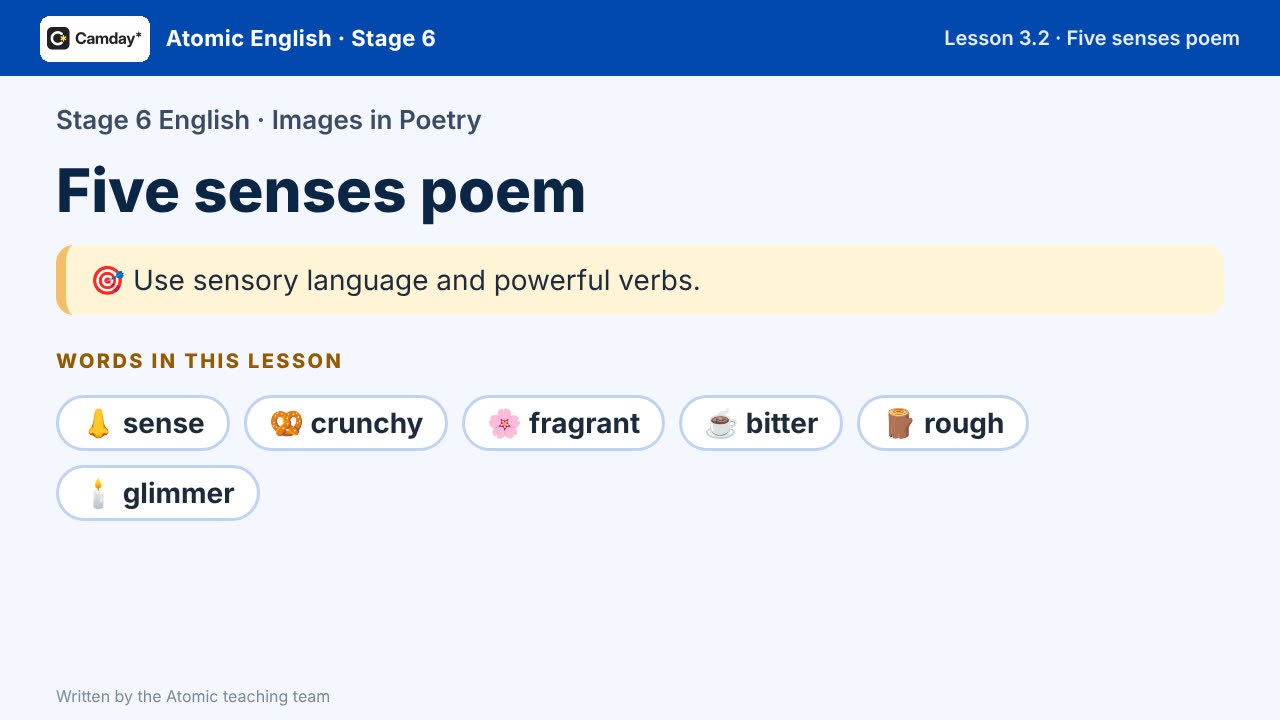 Camday*
Atomic English · Stage 6
Lesson 3.2 · Five senses poem
Stage 6 English · Images in Poetry
Five senses poem
🎯 Use sensory language and powerful verbs.
WORDS IN THIS LESSON
👃 sense 🥨 crunchy 🌸 fragrant ☕ bitter 🪵 rough
🕯️ glimmer
Written by the Atomic teaching team